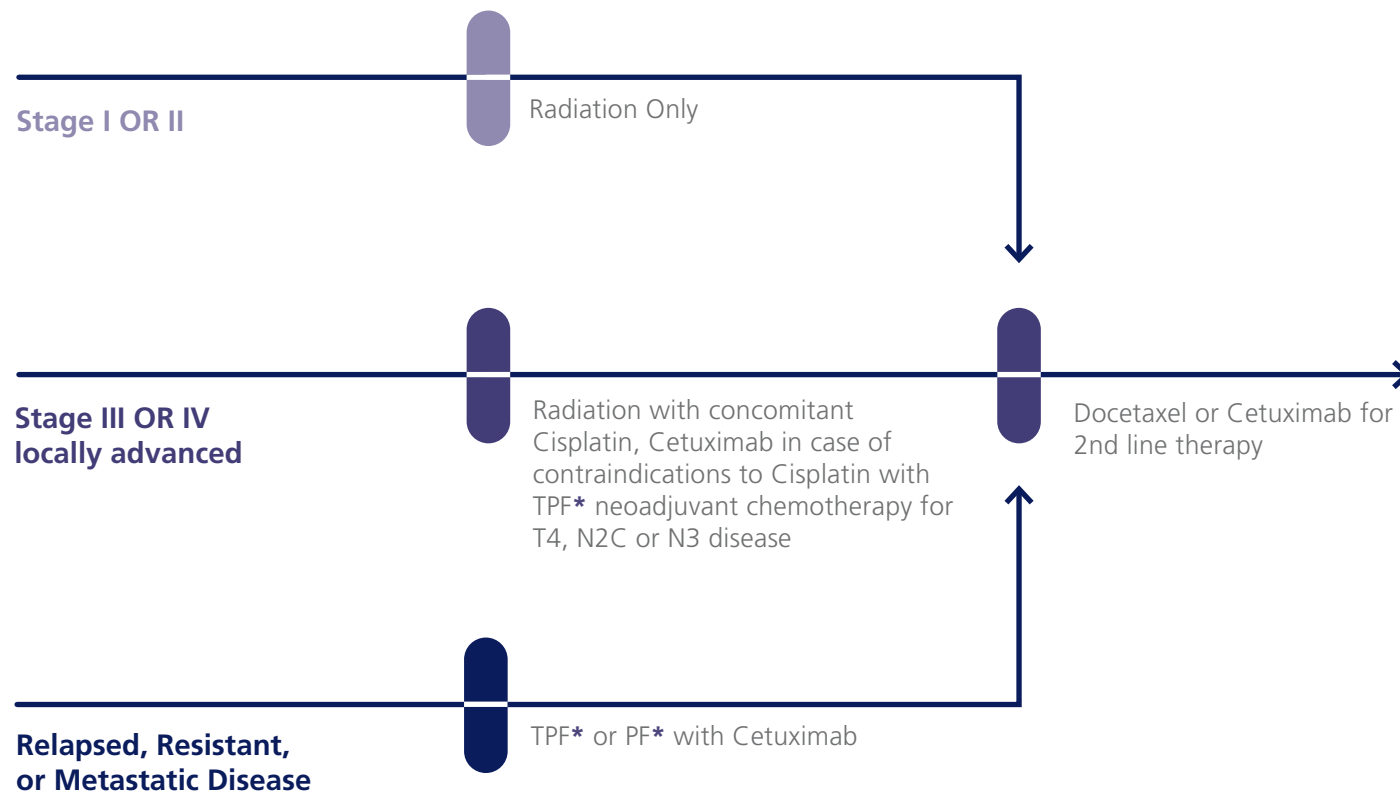 Stage I OR II
Radiation Only
Stage III OR IV
locally advanced
Radiation with concomitant
Cisplatin, Cetuximab in case of
contraindications to Cisplatin with
TPF* neoadjuvant chemotherapy for
T4, N2C or N3 disease
Docetaxel or Cetuximab for
2nd line therapy
Relapsed, Resistant,
or Metastatic Disease
TPF* or PF* with Cetuximab